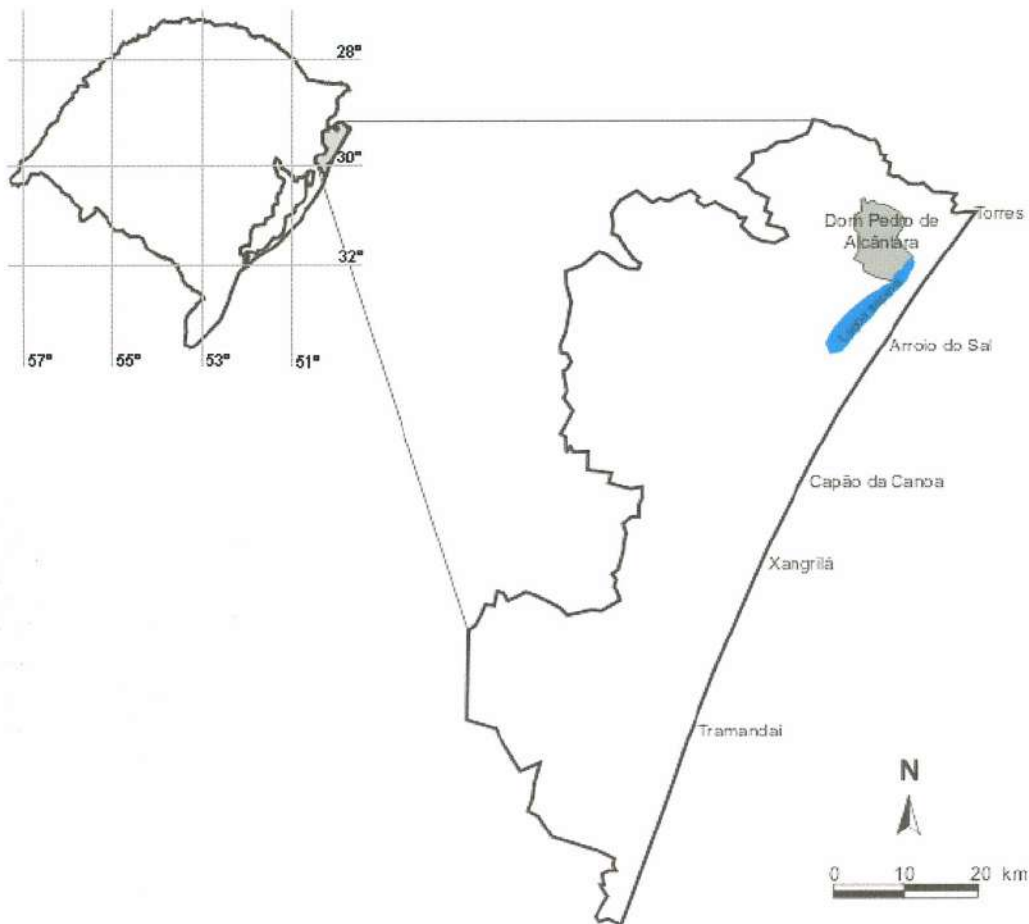 28°
30°
32°
57°
55°
53°
51°
Torres
Dom Pedro de
Alcântara
Arroio do Sal
Capão da Canoa
Xangrilá
Tramandaí
N
0 10 20 km